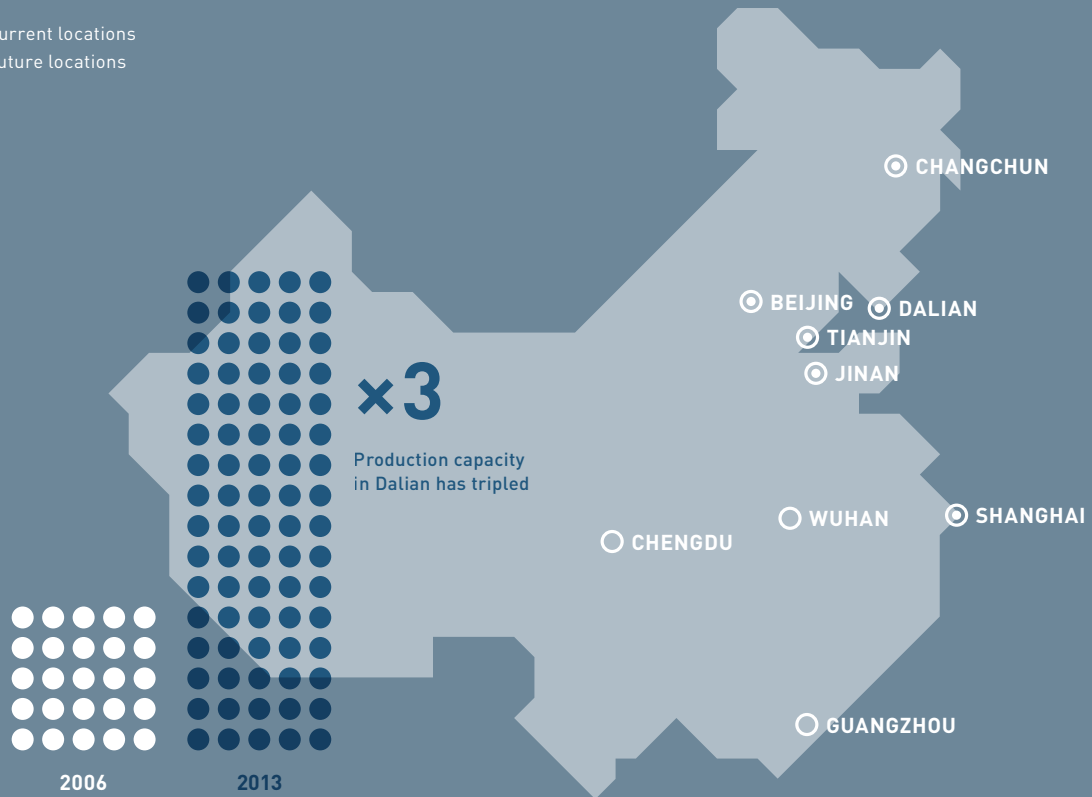 urrent locations
uture locations
CHANGCHUN
BEIJING
DALIAN
TIANJIN
JINAN
×3
Production capacity
in Dalian has tripled
SHANGHAI
WUHAN
CHENGDU
GUANGZHOU
2006
2013